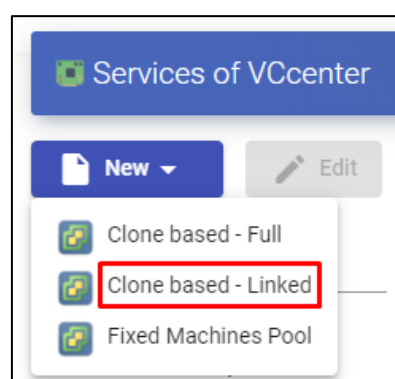 Services of VCcenter
New
Edit
Clone based - Full
Clone based - Linked
Fixed Machines Pool